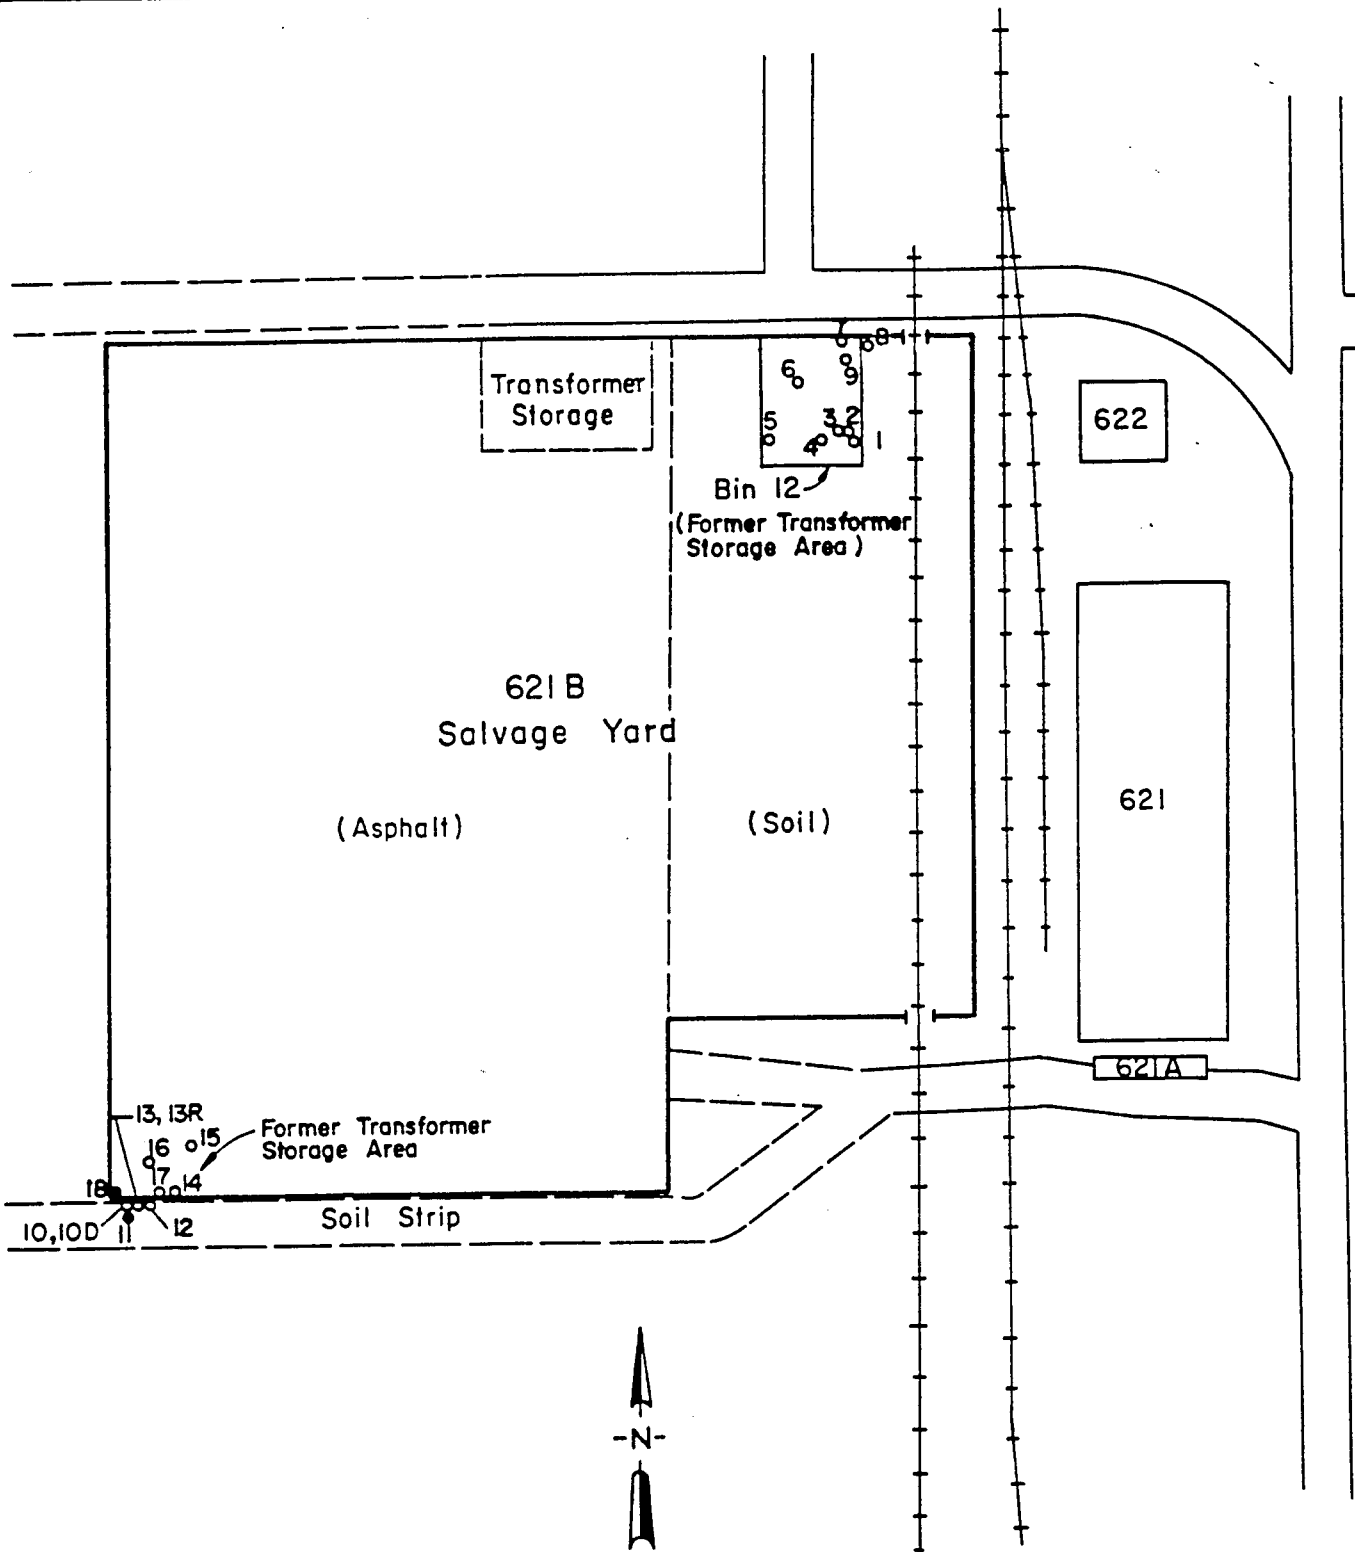 7
8
6
9
Transformer
Storage
622
5
3
2
4
1
Bin 12
(Former Transformer
Storage Area)
621B
Salvage Yard
621
(Asphalt)
(Soil)
621A
13, 13R
Former Transformer
Storage Area
15
16
17
14
18
10,10D
11
12
Soil Strip
-N-